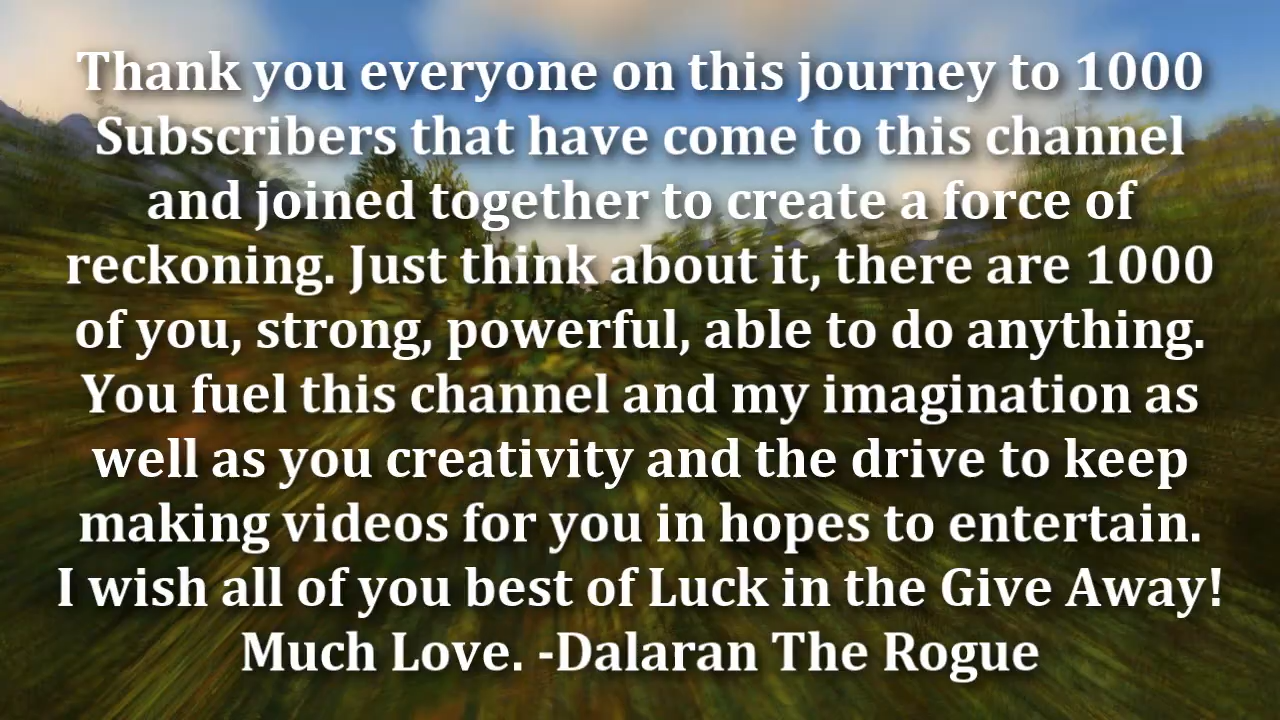 Thank you everyone on this journey to 1000
Subscribers that have come to this channel
and joined together to create a force of
reckoning. Just think about it, there are 1000
of you, strong, powerful, able to do anything.
You fuel this channel and my imagination as
well as you creativity and the drive to keep
making videos for you in hopes to entertain.
I wish all of you best of Luck in the Give Away!
Much Love. -Dalaran The Rogue